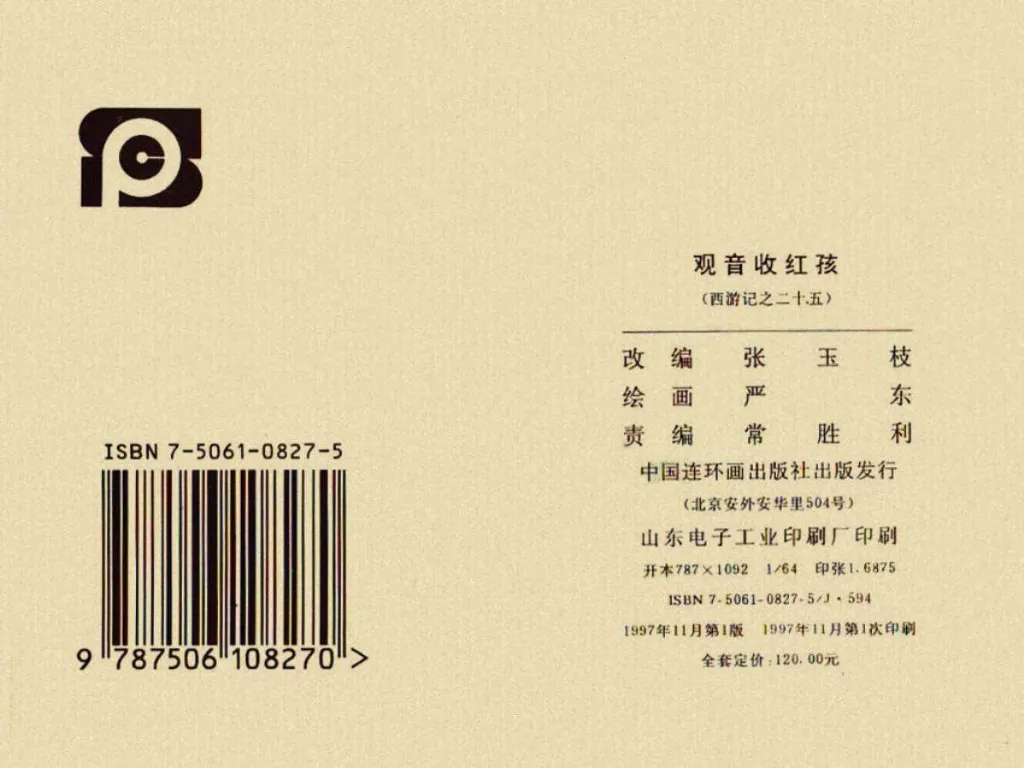 观音收红孩
（西游记之二十五）
改编 张玉枝
绘画 严东
责编 常胜利
中国连环画出版社出版发行
（北京安外安华里504号）
山东电子工业印刷厂印刷
开本787×1092 1/64 印张1.6875
ISBN 7-5061-0827-5/J·594
1997年11月第1版 1997年11月第1次印刷
全套定价:120.00元
ISBN 7-5061-0827-5
9 787506 108270 >